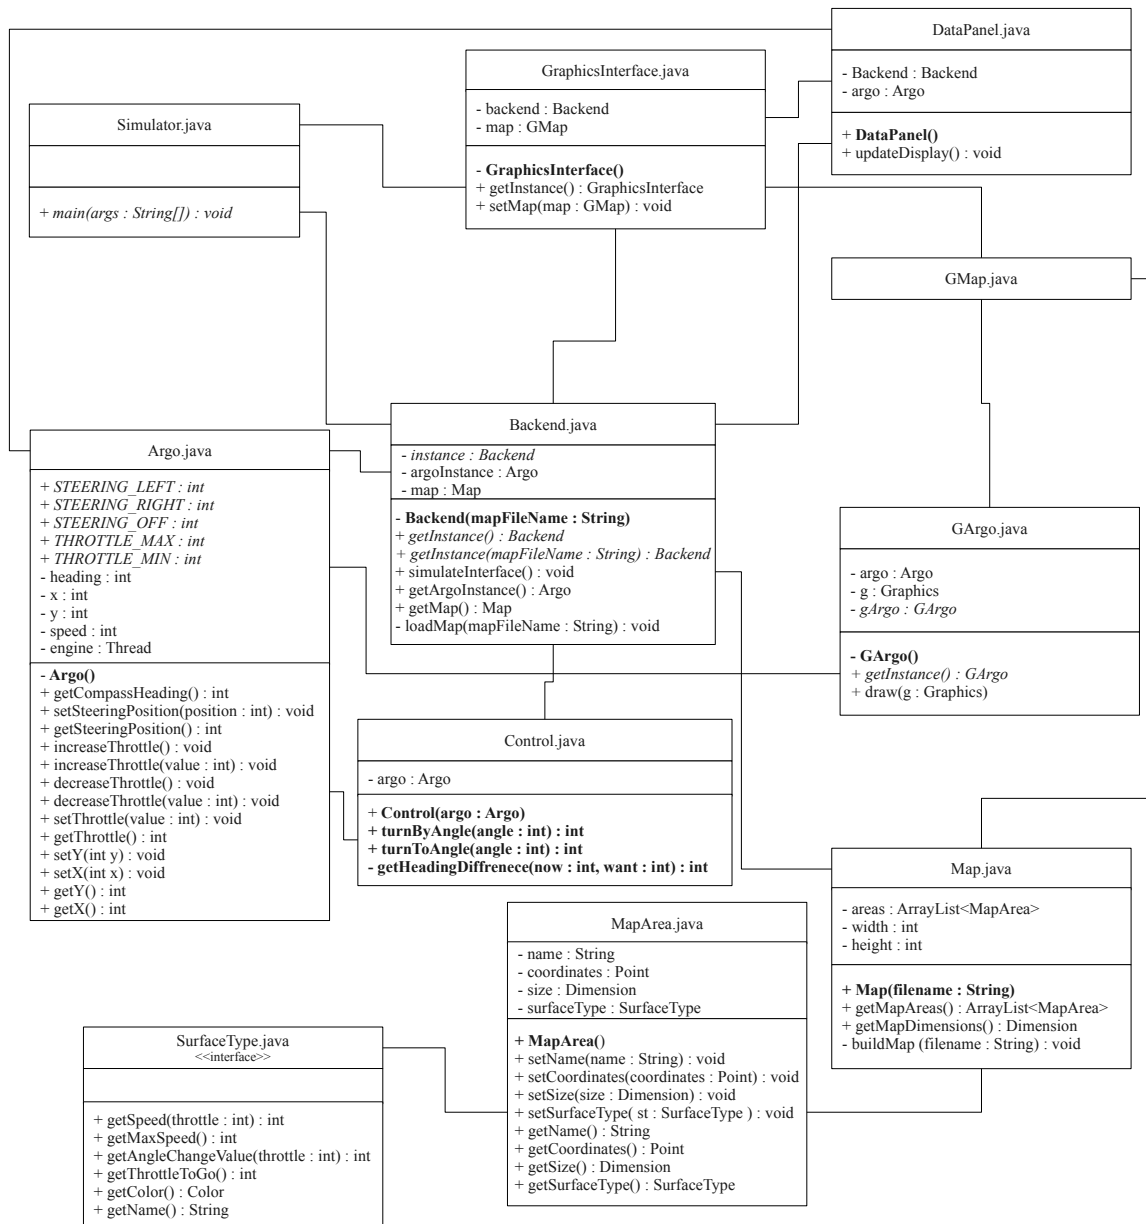 DataPanel.java
- Backend : Backend
- argo : Argo
+ DataPanel()
+ updateDisplay() : void
GraphicsInterface.java
- backend : Backend
- map : GMap
- GraphicsInterface()
+ getInstance() : GraphicsInterface
+ setMap(map : GMap) : void
Simulator.java
+ main(args : String[]) : void
GMap.java
Backend.java
- instance : Backend
- argoInstance : Argo
- map : Map
- Backend(mapFileName : String)
+ getInstance() : Backend
+ getInstance(mapFileName : String) : Backend
+ simulateInterface() : void
+ getArgoInstance() : Argo
+ getMap() : Map
- loadMap(mapFileName : String) : void
Argo.java
+ STEERING_LEFT : int
+ STEERING_RIGHT : int
+ STEERING_OFF : int
+ THROTTLE_MAX : int
+ THROTTLE_MIN : int
- heading : int
- x : int
- y : int
- speed : int
- engine : Thread
- Argo()
+ getCompassHeading() : int
+ setSteeringPosition(position : int) : void
+ getSteeringPosition() : int
+ increaseThrottle() : void
+ increaseThrottle(value : int) : void
+ decreaseThrottle() : void
+ decreaseThrottle(value : int) : void
+ setThrottle(value : int) : void
+ getThrottle() : int
+ setY(int y) : void
+ setX(int x) : void
+ getY() : int
+ getX() : int
GArgo.java
- argo : Argo
- g : Graphics
- gArgo : GArgo
- GArgo()
+ getInstance() : GArgo
+ draw(g : Graphics)
Control.java
- argo : Argo
+ Control(argo : Argo)
+ turnByAngle(angle : int) : int
+ turnToAngle(angle : int) : int
- getHeadingDiffrenece(now : int, want : int) : int
Map.java
- areas : ArrayList<MapArea>
- width : int
- height : int
+ Map(filename : String)
+ getMapAreas() : ArrayList<MapArea>
+ getMapDimensions() : Dimension
- buildMap (filename : String) : void
MapArea.java
- name : String
- coordinates : Point
- size : Dimension
- surfaceType : SurfaceType
+ MapArea()
+ setName(name : String) : void
+ setCoordinates(coordinates : Point) : void
+ setSize(size : Dimension) : void
+ setSurfaceType( st : SurfaceType ) : void
+ getName() : String
+ getCoordinates() : Point
+ getSize() : Dimension
+ getSurfaceType() : SurfaceType
SurfaceType.java
<<interface>>
+ getSpeed(throttle : int) : int
+ getMaxSpeed() : int
+ getAngleChangeValue(throttle : int) : int
+ getThrottleToGo() : int
+ getColor() : Color
+ getName() : String